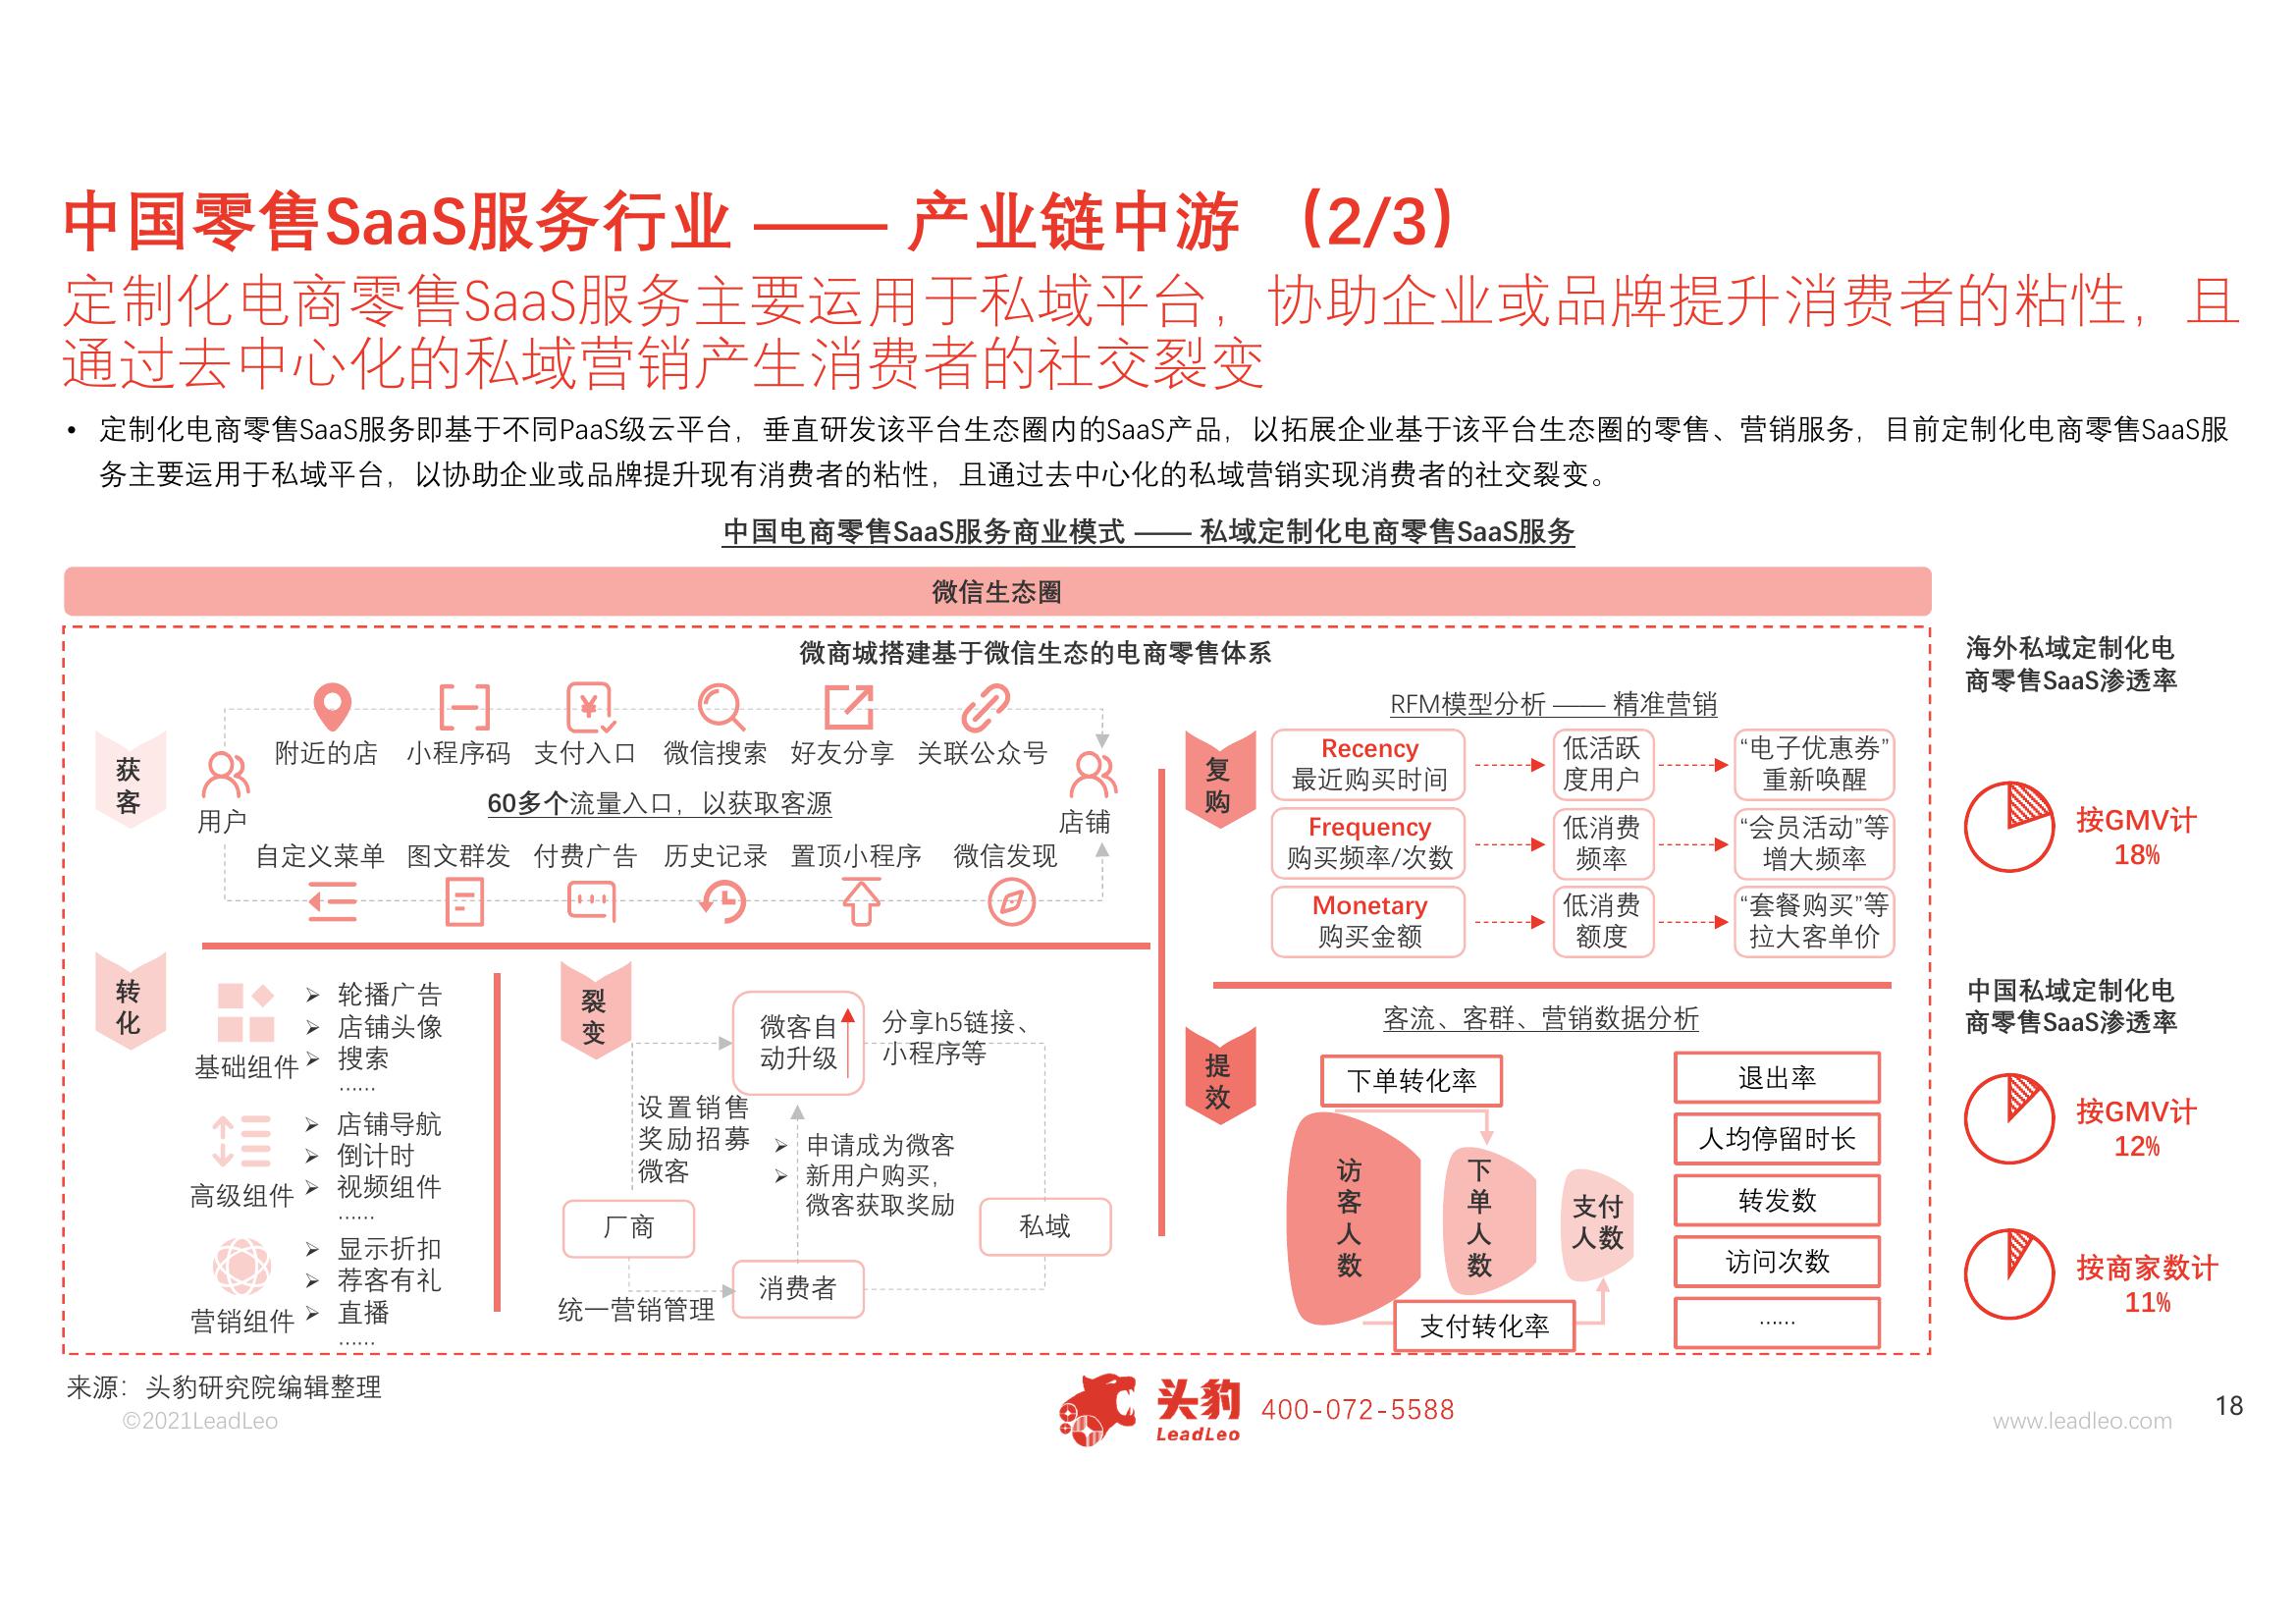 中国零售SaaS服务行业 —— 产业链中游 （2/3）
定制化电商零售SaaS服务主要运用于私域平台，协助企业或品牌提升消费者的粘性，且
通过去中心化的私域营销产生消费者的社交裂变
• 定制化电商零售SaaS服务即基于不同PaaS级云平台，垂直研发该平台生态圈内的SaaS产品，以拓展企业基于该平台生态圈的零售、营销服务，目前定制化电商零售SaaS服
务主要运用于私域平台，以协助企业或品牌提升现有消费者的粘性，且通过去中心化的私域营销实现消费者的社交裂变。
中国电商零售SaaS服务商业模式 —— 私域定制化电商零售SaaS服务
微信生态圈
微商城搭建基于微信生态的电商零售体系
获
客
附近的店 小程序码 支付入口 微信搜索 好友分享 关联公众号
用户
60多个流量入口，以获取客源
店铺
自定义菜单 图文群发 付费广告 历史记录 置顶小程序 微信发现
转
化
基础组件
➢ 轮播广告
➢ 店铺头像
➢ 搜索
……
高级组件
➢ 店铺导航
➢ 倒计时
➢ 视频组件
……
营销组件
➢ 显示折扣
➢ 荐客有礼
➢ 直播
……
裂
变
微客自
动升级
分享h5链接、
小程序等
设置销售
奖励招募
微客
➢ 申请成为微客
➢ 新用户购买，
微客获取奖励
厂商
私域
消费者
统一营销管理
复
购
RFM模型分析 —— 精准营销
Recency
最近购买时间
低活跃
度用户
“电子优惠券”
重新唤醒
Frequency
购买频率/次数
低消费
频率
“会员活动”等
增大频率
Monetary
购买金额
低消费
额度
“套餐购买”等
拉大客单价
提
效
客流、客群、营销数据分析
下单转化率
访
客
人
数
下
单
人
数
支付
人数
支付转化率
退出率
人均停留时长
转发数
访问次数
……
海外私域定制化电
商零售SaaS渗透率
按GMV计
18%
中国私域定制化电
商零售SaaS渗透率
按GMV计
12%
按商家数计
11%
来源：头豹研究院编辑整理
©2021LeadLeo
头豹
LeadLeo
400-072-5588
www.leadleo.com
18